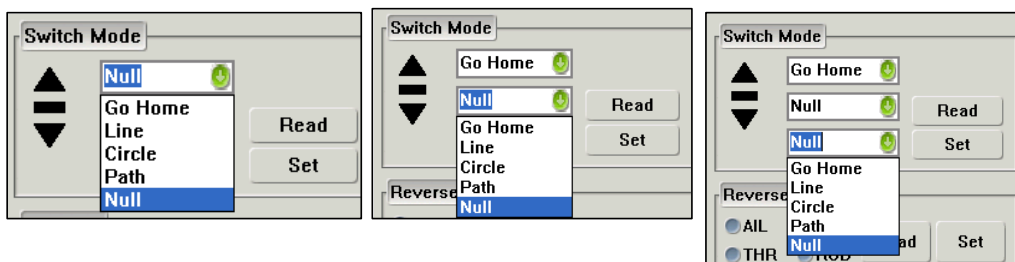 Switch Mode
Null
Go Home
Line
Circle
Path
Null
Read
Set
Switch Mode
Go Home
Null
Go Home
Line
Circle
Path
Null
Read
Set
Reverse
Switch Mode
Go Home
Null
Null
Go Home
Line
Circle
Path
Null
Read
Set
Reverse
AIL
THR
ad
Set